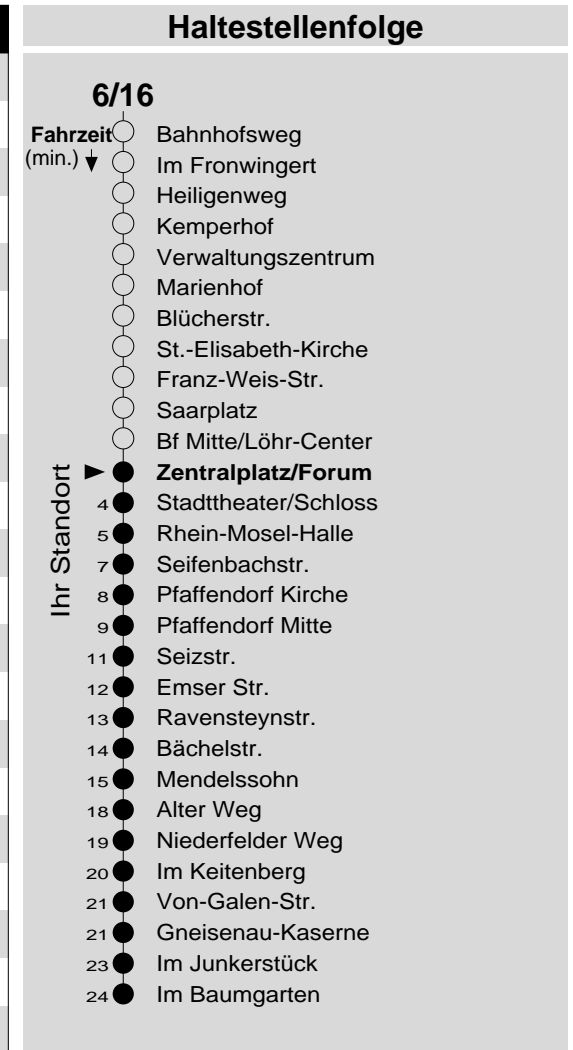 Haltestellenfolge
6/16
Fahrzeit
(min.)
Bahnhofsweg
Im Fronwingert
Heiligenweg
Kemperhof
Verwaltungszentrum
Marienhof
Blücherstr.
St.-Elisabeth-Kirche
Franz-Weis-Str.
Saarplatz
Bf Mitte/Löhr-Center
Ihr Standort
Zentralplatz/Forum
4 Stadttheater/Schloss
5 Rhein-Mosel-Halle
7 Seifenbachstr.
8 Pfaffendorf Kirche
9 Pfaffendorf Mitte
11 Seizstr.
12 Emser Str.
13 Ravensteynstr.
14 Bächelstr.
15 Mendelssohn
18 Alter Weg
19 Niederfelder Weg
20 Im Keitenberg
21 Von-Galen-Str.
21 Gneisenau-Kaserne
23 Im Junkerstück
24 Im Baumgarten